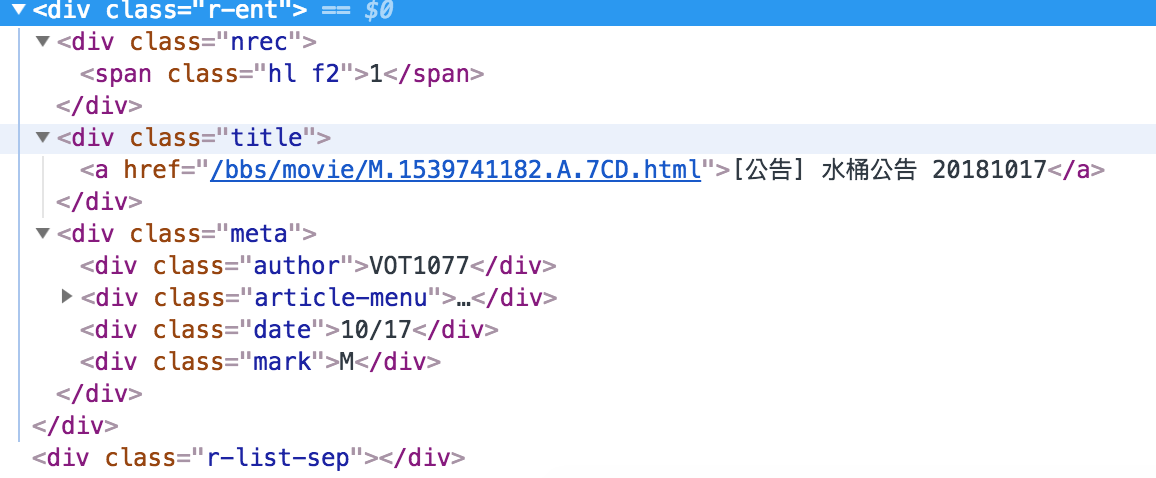 ▼<div class="r-ent"> == $0
▼<div class="nrec">
<span class="hl f2">1</span>
</div>
▼<div class="title">
<a href="/bbs/movie/M.1539741182.A.7CD.html">[公告] 水桶公告 20181017</a>
</div>
▼<div class="meta">
<div class="author">VOT1077</div>
▶<div class="article-menu">…</div>
<div class="date">10/17</div>
<div class="mark">M</div>
</div>
</div>
<div class="r-list-sep"></div>